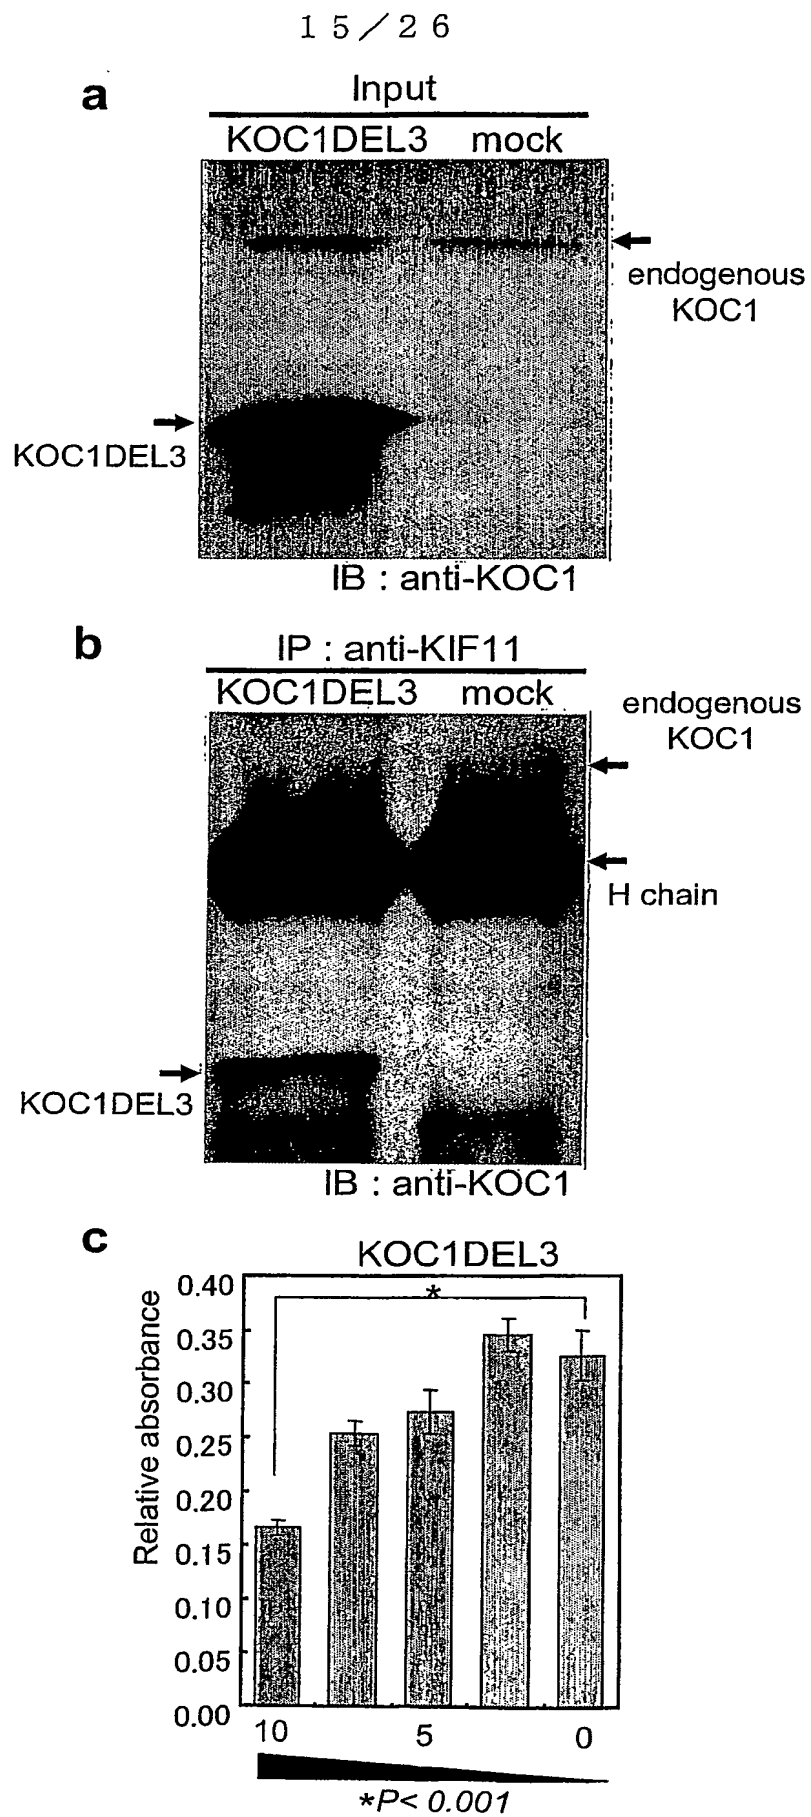 15/26
a
Input
KOC1DEL3 mock
endogenous
KOC1
KOC1DEL3
IB : anti-KOC1
b
IP : anti-KIF11
KOC1DEL3 mock
endogenous
KOC1
H chain
KOC1DEL3
IB : anti-KOC1
c
KOC1DEL3
Relative absorbance
0.40
0.35
0.30
0.25
0.20
0.15
0.10
0.05
0.00
*
10 5 0
*P< 0.001